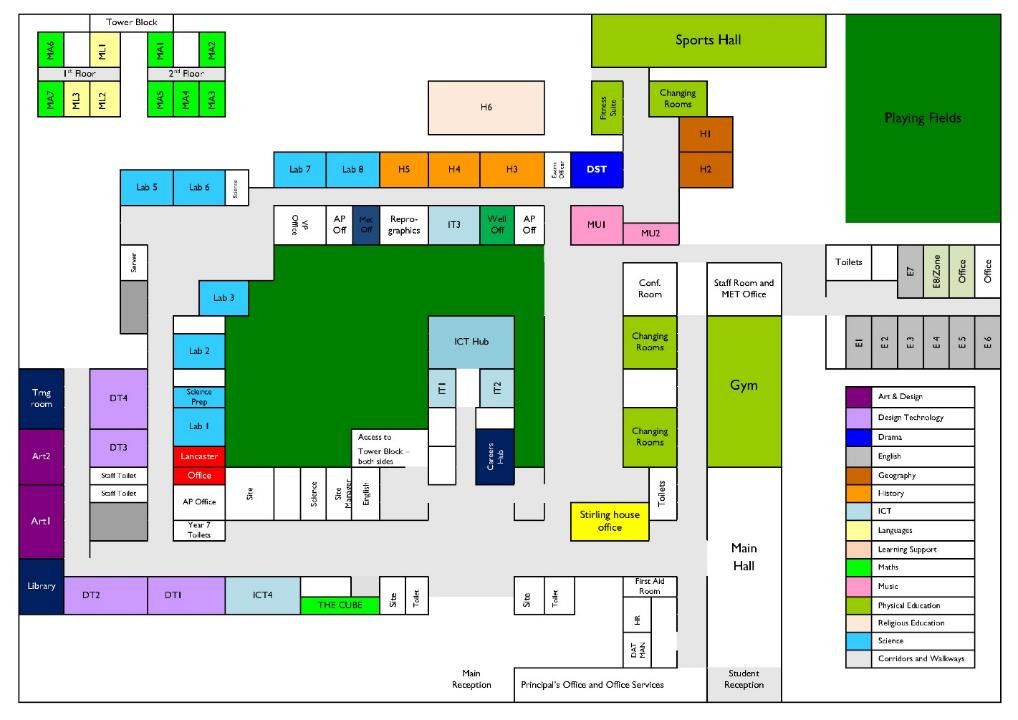 Tower Block
MA6
ML1
MA1
MA2
1st Floor
2nd Floor
MA7
ML3
ML2
MA5
MA4
MA3
Sports Hall
Playing Fields
Fitness
Suite
Changing
Rooms
H6
H1
H2
Lab 5
Lab 6
Science
Lab 7
Lab 8
H5
H4
H3
Exams
Officer
DST
VP
Office
AP
Off
Off
Repro-
graphics
IT3
Well
Off
AP
Off
MU1
MU2
Server
Lab 3
Conf.
Room
Staff Room and
MET Office
Toilets
E7
E8/Zone
Office
Office
Lab 2
ICT Hub
Changing
Rooms
Gym
E1
E 2
E 3
E 4
E 5
E 6
Trng
room
DT4
Science
Prep
IT1
IT2
Lab 1
Art2
DT3
Lancaster
Office
Access to
Tower Block –
both sides
Careers
Hub
Changing
Rooms
Staff Toilet
Staff Toilet
AP Office
Site
Science
Site
Manager
English
Toilets
Art1
Year 7
Toilets
Stirling house
office
Main
Hall
Library
DT2
DT1
ICT4
THE CUBE
Site
Toilet
Site
Toilet
First Aid
Room
HR
DAT
MAN
Main
Reception
Principal's Office and Office Services
Student
Reception
Art & Design
Design Technology
Drama
English
Geography
History
ICT
Languages
Learning Support
Maths
Music
Physical Education
Religious Education
Science
Corridors and Walkways